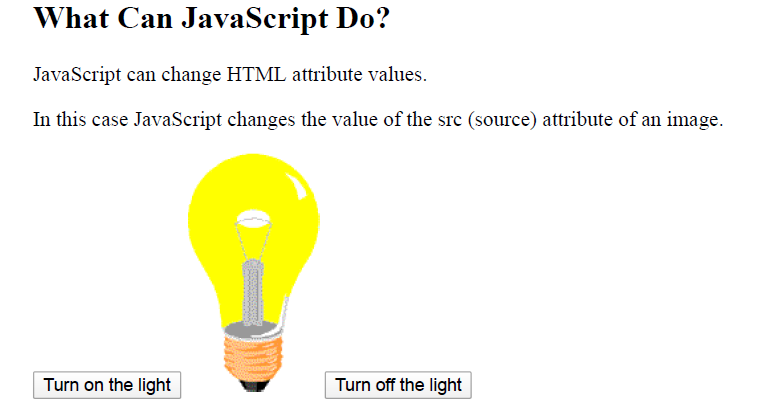 What Can JavaScript Do?
JavaScript can change HTML attribute values.
In this case JavaScript changes the value of the src (source) attribute of an image.
Turn on the light
Turn off the light